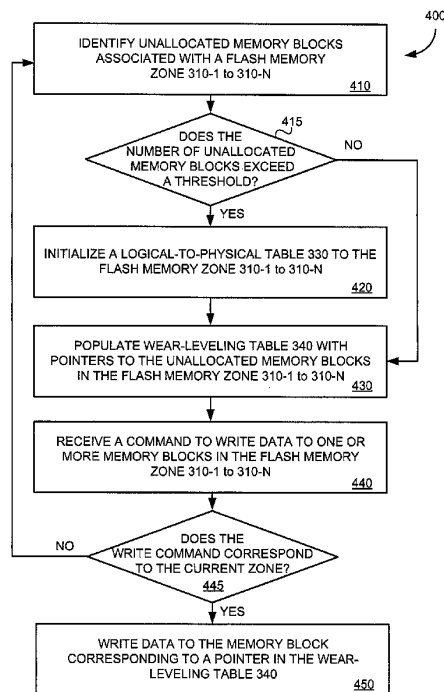 400
IDENTIFY UNALLOCATED MEMORY BLOCKS
ASSOCIATED WITH A FLASH MEMORY
ZONE 310-1 to 310-N
410
415
DOES THE
NUMBER OF UNALLOCATED
MEMORY BLOCKS EXCEED
A THRESHOLD?
NO
YES
INITIALIZE A LOGICAL-TO-PHYSICAL TABLE 330 TO THE
FLASH MEMORY ZONE 310-1 to 310-N
420
POPULATE WEAR-LEVELING TABLE 340 WITH
POINTERS TO THE UNALLOCATED MEMORY BLOCKS
IN THE FLASH MEMORY ZONE 310-1 to 310-N
430
RECEIVE A COMMAND TO WRITE DATA TO ONE OR
MORE MEMORY BLOCKS IN THE FLASH MEMORY
ZONE 310-1 to 310-N
440
DOES THE
WRITE COMMAND CORRESPOND
TO THE CURRENT ZONE?
445
NO
YES
WRITE DATA TO THE MEMORY BLOCK
CORRESPONDING TO A POINTER IN THE WEAR-
LEVELING TABLE 340
450